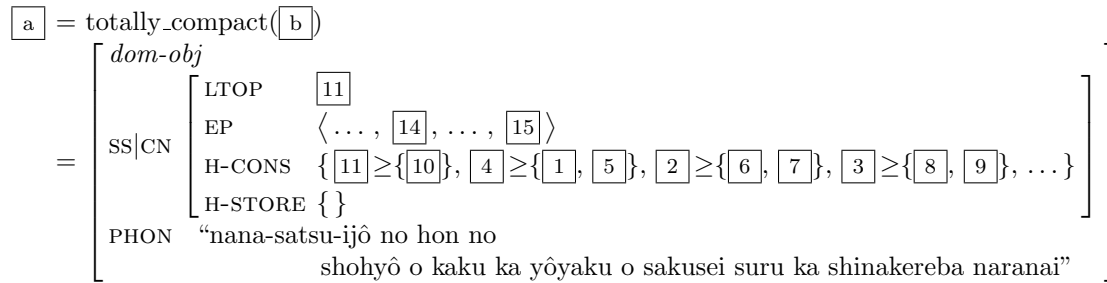 a = totally_compact( b )
= dom-obj
SS|CN LTOP 11
EP ⟨ … , 14 , … , 15 ⟩
H-CONS { 11 ≥{ 10 }, 4 ≥{ 1 , 5 }, 2 ≥{ 6 , 7 }, 3 ≥{ 8 , 9 }, … }
H-STORE { }
PHON “nana-satsu-ijô no hon no
shohyô o kaku ka yôyaku o sakusei suru ka shinakereba naranai”